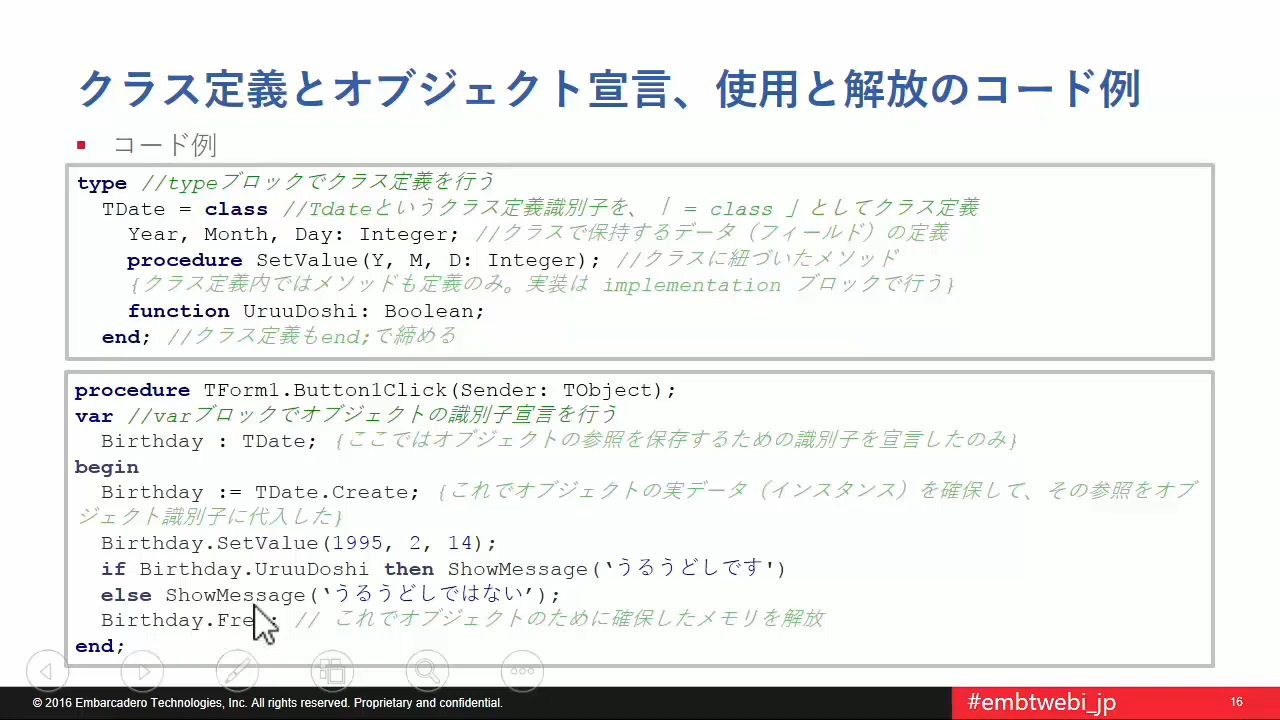 クラス定義とオブジェクト宣言、使用と解放のコード例
▪ コード例
type //typeブロックでクラス定義を行う
TDate = class //Tdateというクラス定義識別子を、「 = class 」としてクラス定義
Year, Month, Day: Integer; //クラスで保持するデータ（フィールド）の定義
procedure SetValue(Y, M, D: Integer); //クラスに紐づいたメソッド
{クラス定義内ではメソッドも定義のみ。実装は implementation ブロックで行う}
function UruuDoshi: Boolean;
end; //クラス定義もend;で締める
procedure TForm1.Button1Click(Sender: TObject);
var //varブロックでオブジェクトの識別子宣言を行う
Birthday : TDate; {ここではオブジェクトの参照を保存するための識別子を宣言したのみ}
begin
Birthday := TDate.Create; {これでオブジェクトの実データ（インスタンス）を確保して、その参照をオブ
ジェクト識別子に代入した}
Birthday.SetValue(1995, 2, 14);
if Birthday.UruuDoshi then ShowMessage(‘うるうどしです')
else ShowMessage(‘うるうどしではない’);
Birthday.Fre ; // これでオブジェクトのために確保したメモリを解放
end;
© 2016 Embarcadero Technologies, Inc. All rights reserved. Proprietary and confidential.
#embtwebi_jp
16